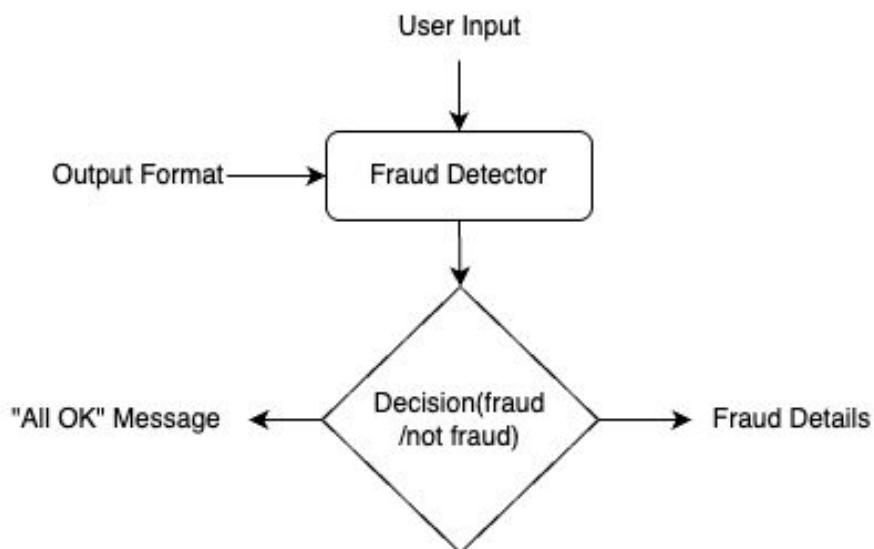 User Input
Output Format
Fraud Detector
Decision(fraud
/not fraud)
"All OK" Message
Fraud Details